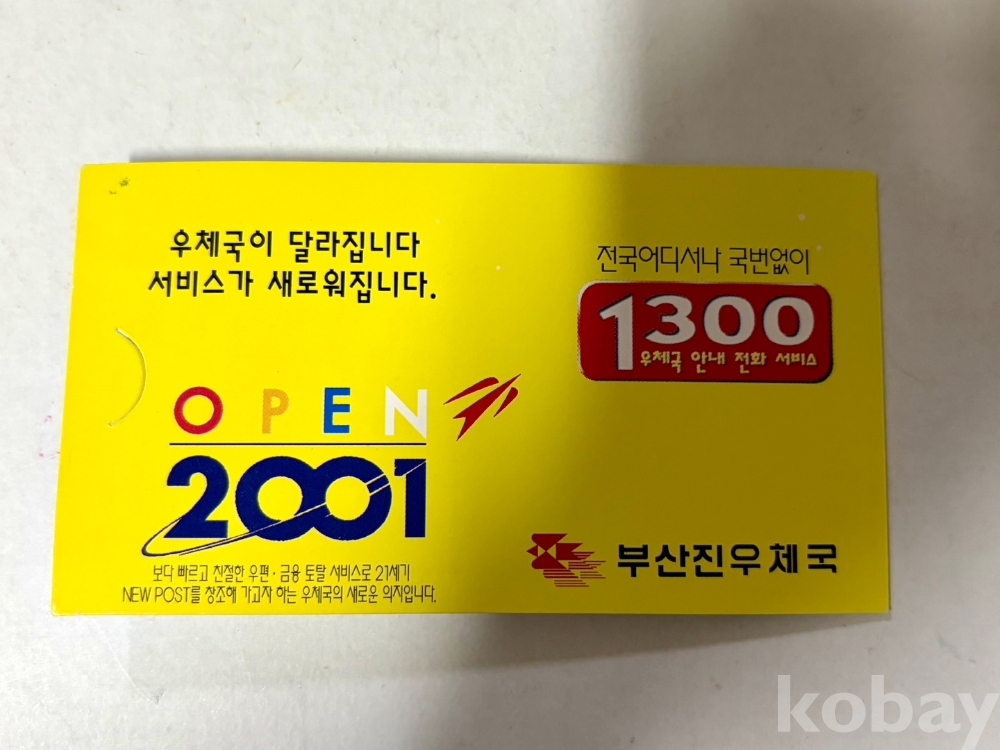 우체국이 달라집니다
서비스가 새로워집니다.
전국어디서나 국번없이
1300
우체국 안내 전화 서비스
OPEN
2001
보다 빠르고 친절한 우편·금융 토탈 서비스로 21세기
NEW POST를 창조해 가고자 하는 우체국의 새로운 의지입니다.
부산진우체국
kobay